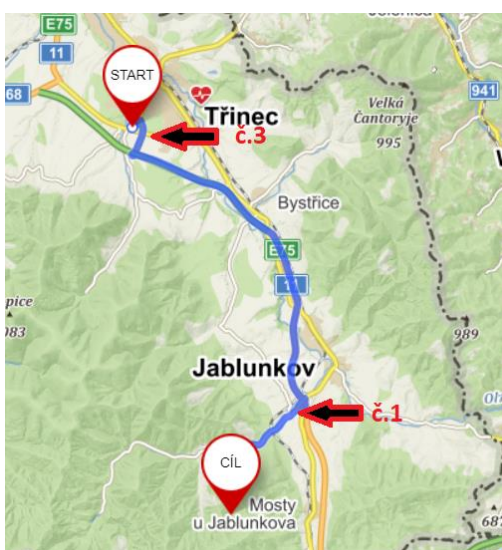 E75
11
68
START
Třinec
č.3
Velká
Čantoryje
995
941
Bystřice
E75
11
989
Jablunkov
č.1
CÍL
Mosty
u Jablunkova